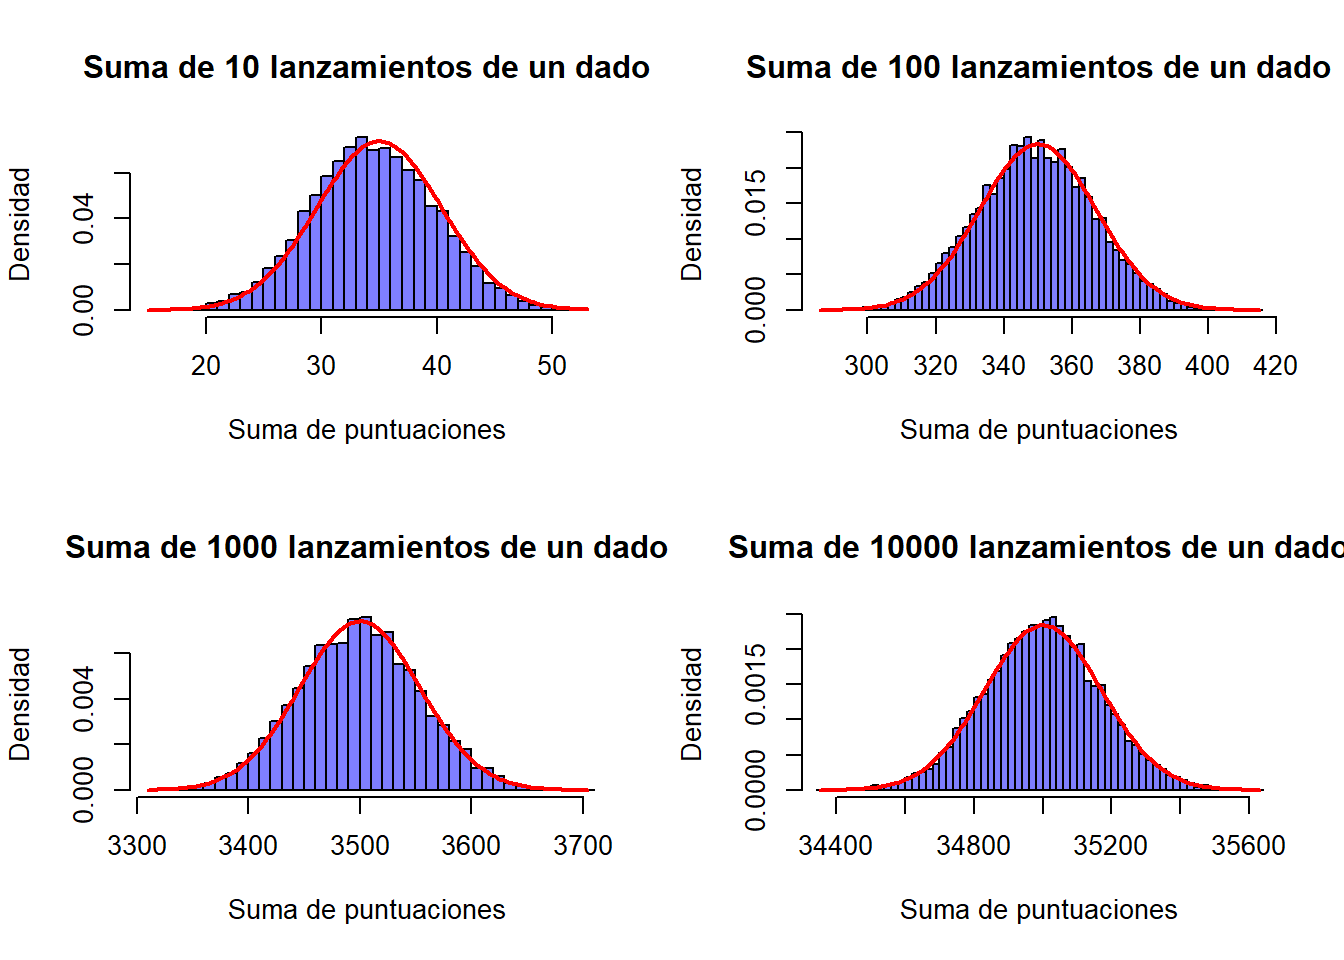 Suma de 10 lanzamientos de un dado
Densidad
0.00 0.04
20 30 40 50
Suma de puntuaciones
Suma de 100 lanzamientos de un dado
Densidad
0.000 0.015
300 320 340 360 380 400 420
Suma de puntuaciones
Suma de 1000 lanzamientos de un dado
Densidad
0.000 0.004
3300 3400 3500 3600 3700
Suma de puntuaciones
Suma de 10000 lanzamientos de un dado
Densidad
0.0000 0.0015
34400 34800 35200 35600
Suma de puntuaciones